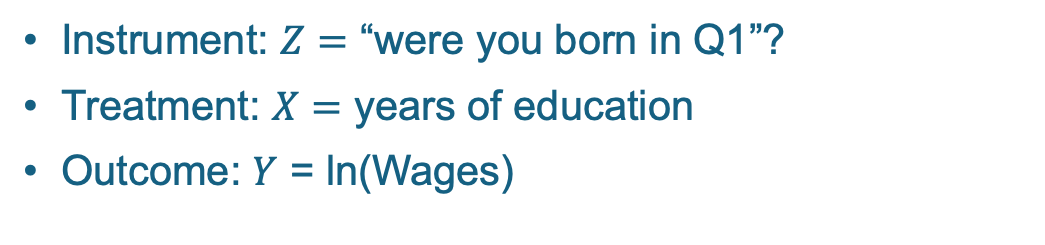 • Instrument: Z = “were you born in Q1”?
• Treatment: X = years of education
• Outcome: Y = ln(Wages)